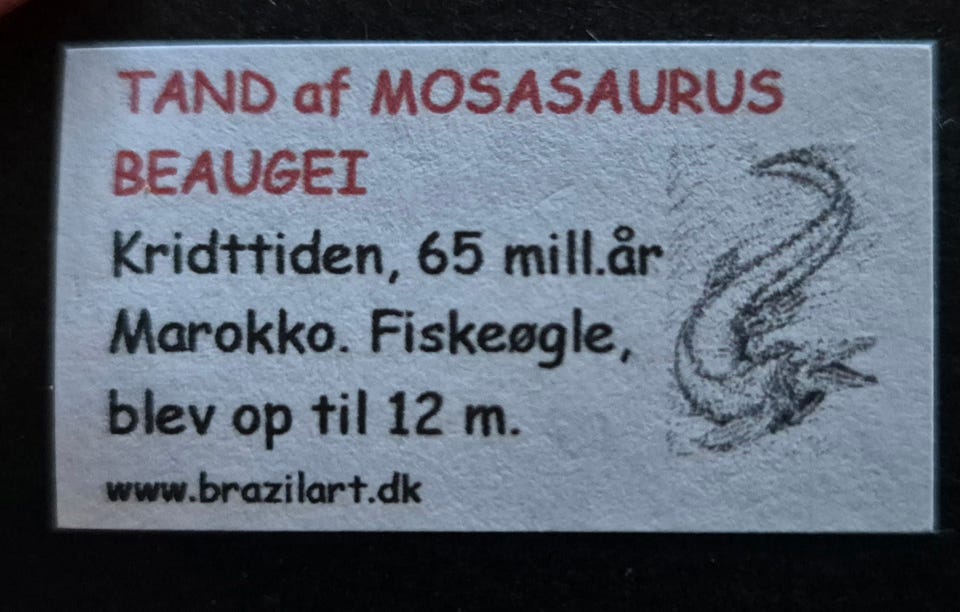 TAND af MOSASAURUS
BEAUGEI
Kridttiden, 65 mill.år
Marokko. Fiskeøgle,
blev op til 12 m.
www.brazilart.dk